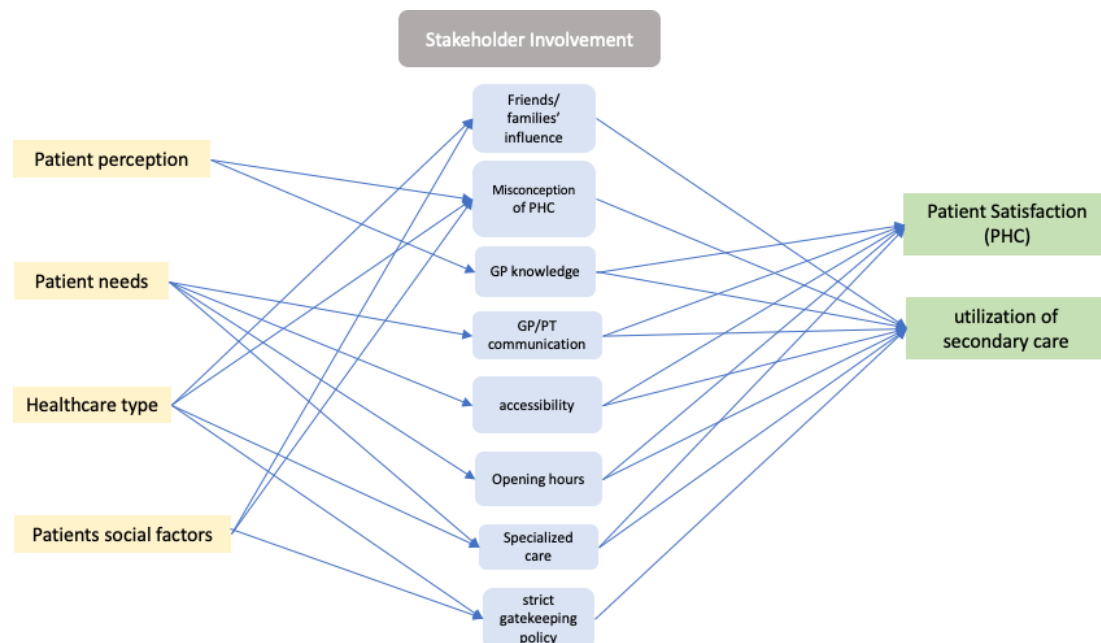 Stakeholder Involvement
Patient perception
Patient needs
Healthcare type
Patients social factors
Friends/
families’
influence
Misconception
of PHC
GP knowledge
GP/PT
communication
accessibility
Opening hours
Specialized
care
strict
gatekeeping
policy
Patient Satisfaction
(PHC)
utilization of
secondary care